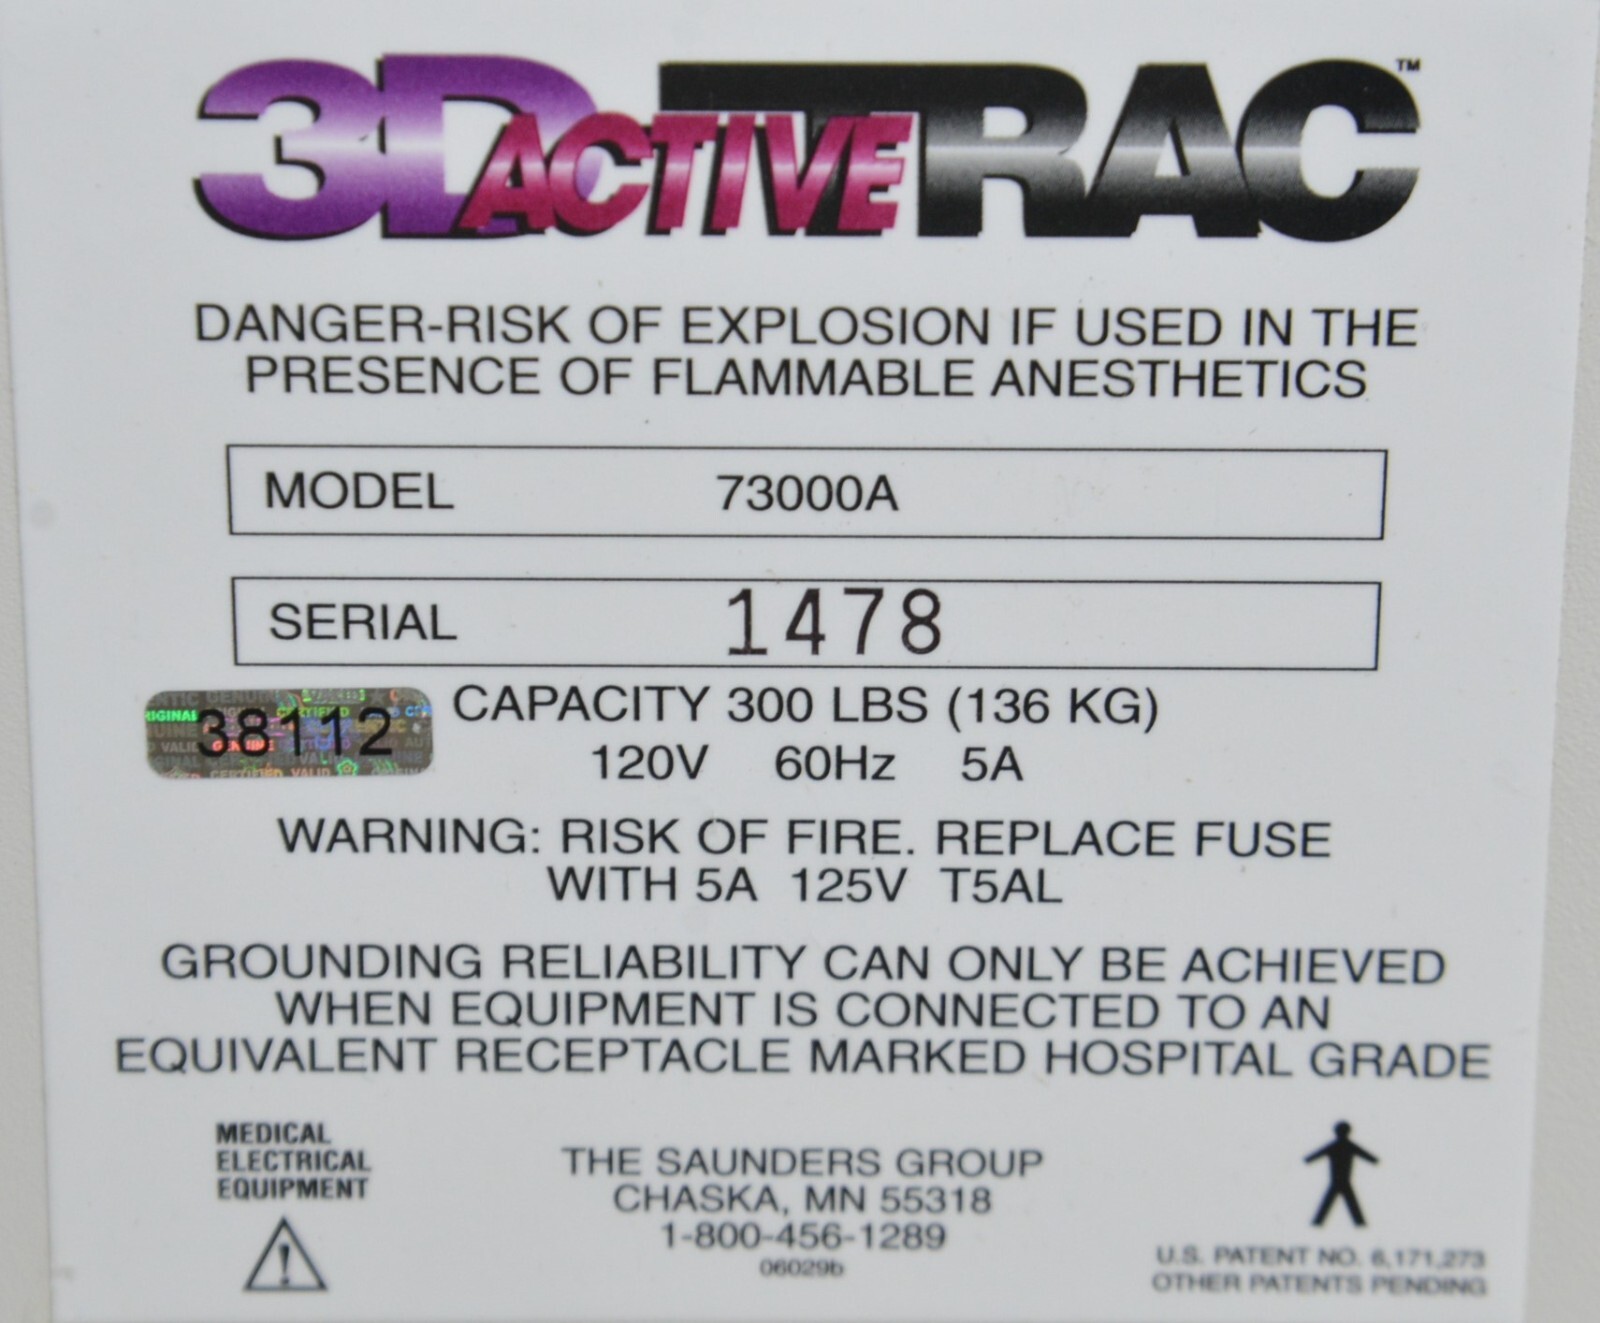 3D ACTIVE TRAC™
DANGER-RISK OF EXPLOSION IF USED IN THE
PRESENCE OF FLAMMABLE ANESTHETICS
MODEL 73000A
SERIAL 1478
38112
CAPACITY 300 LBS (136 KG)
120V 60Hz 5A
WARNING: RISK OF FIRE. REPLACE FUSE
WITH 5A 125V T5AL
GROUNDING RELIABILITY CAN ONLY BE ACHIEVED
WHEN EQUIPMENT IS CONNECTED TO AN
EQUIVALENT RECEPTACLE MARKED HOSPITAL GRADE
MEDICAL
ELECTRICAL
EQUIPMENT
THE SAUNDERS GROUP
CHASKA, MN 55318
1-800-456-1289
06029b
U.S. PATENT NO. 6,171,273
OTHER PATENTS PENDING